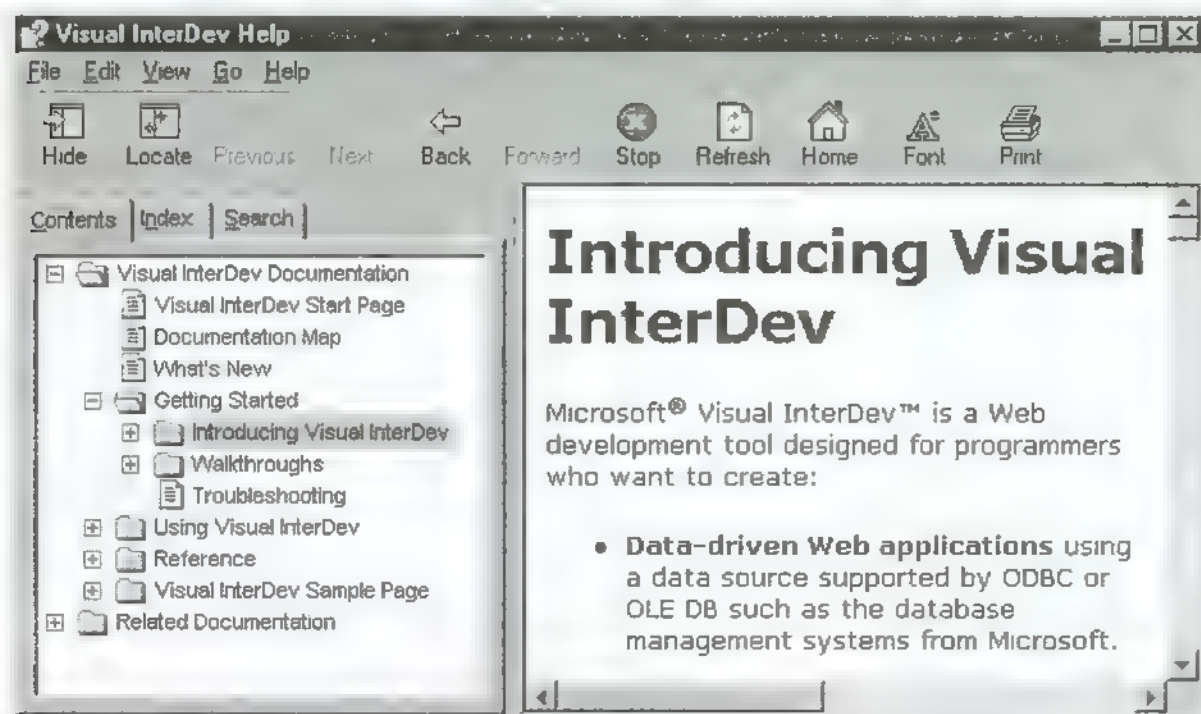 Visual InterDev Help
File Edit View Go Help
Hide Locate Previous Next Back Forward Stop Refresh Home Font Print
Contents Index Search
Visual InterDev Documentation
Visual InterDev Start Page
Documentation Map
What's New
Getting Started
Introducing Visual InterDev
Walkthroughs
Troubleshooting
Using Visual InterDev
Reference
Visual InterDev Sample Page
Related Documentation
Introducing Visual
InterDev
Microsoft® Visual InterDev™ is a Web
development tool designed for programmers
who want to create:
• Data-driven Web applications using
a data source supported by ODBC or
OLE DB such as the database
management systems from Microsoft.